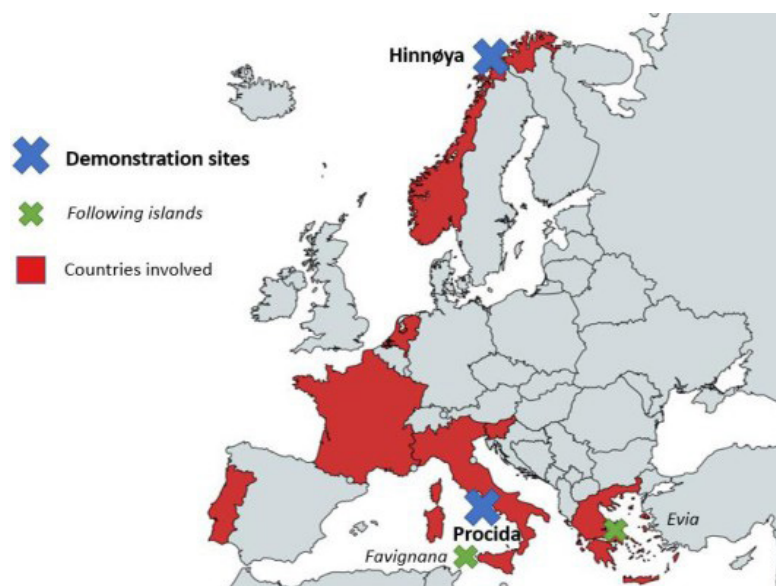 Hinnøya
Demonstration sites
Following islands
Countries involved
Evia
Procida
Favignana